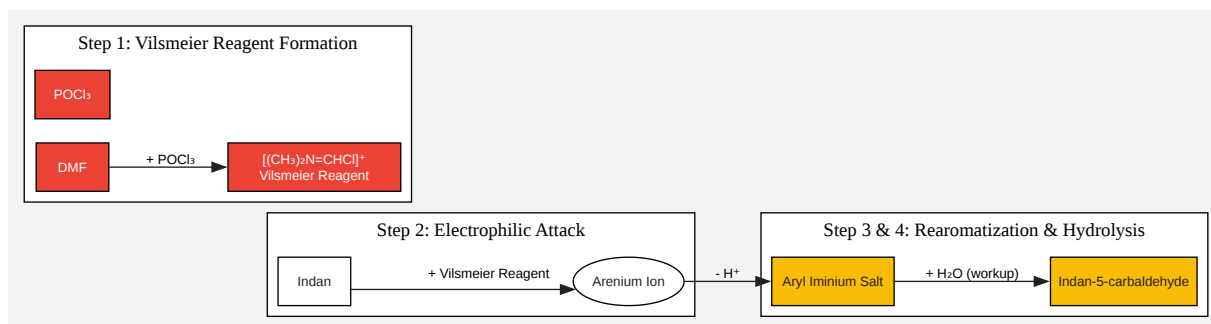 Step 1: Vilsmeier Reagent Formation
POCl₃
DMF
+ POCl₃
[(CH₃)₂N=CHCl]⁺
Vilsmeier Reagent
Step 2: Electrophilic Attack
Indan
+ Vilsmeier Reagent
Arenium Ion
- H⁺
Step 3 & 4: Rearomatization & Hydrolysis
Aryl Iminium Salt
+ H₂O (workup)
Indan-5-carbaldehyde